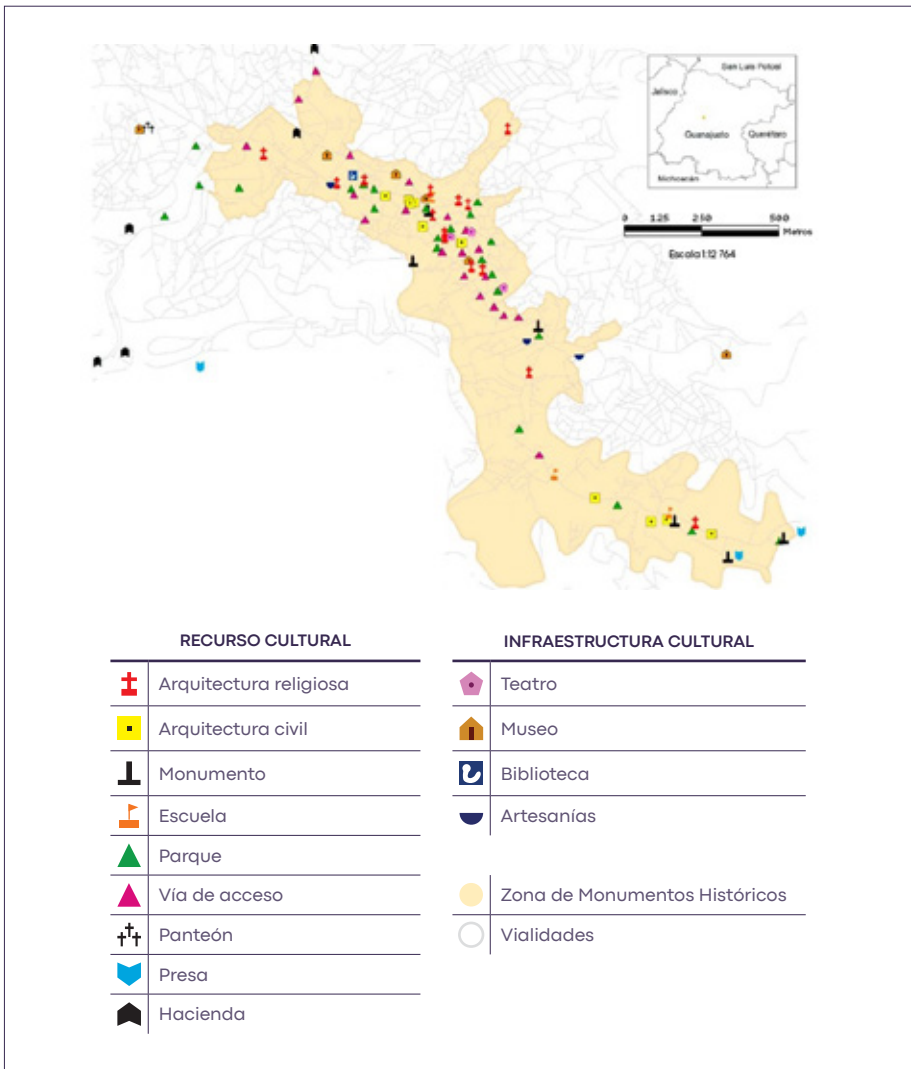 San Luis Potosí
Jalisco
Guanajuato
Querétaro
Michoacán
0 125 250 500
Metros
Escala 1:12 764
RECURSO CULTURAL
Arquitectura religiosa
Arquitectura civil
Monumento
Escuela
Parque
Vía de acceso
Panteón
Presa
Hacienda
INFRAESTRUCTURA CULTURAL
Teatro
Museo
Biblioteca
Artesanías
Zona de Monumentos Históricos
Vialidades